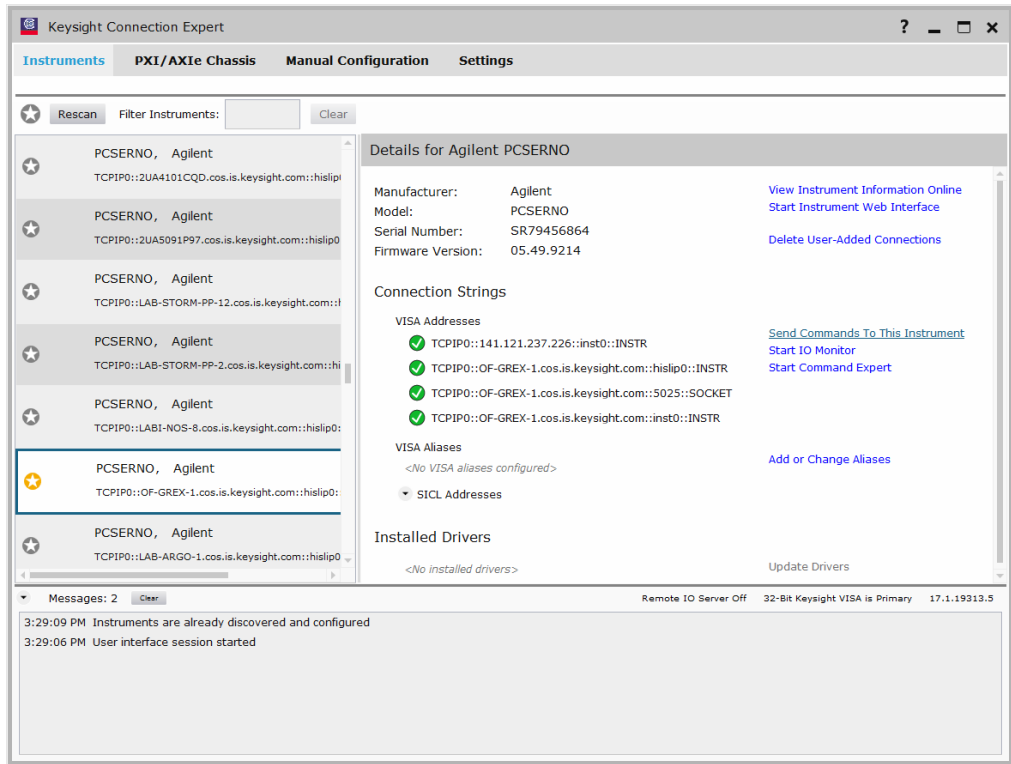 Keysight Connection Expert
?
Instruments PXI/AXIe Chassis Manual Configuration Settings
Rescan Filter Instruments: Clear
PCSERNO, Agilent
TCPIP0::2UA4101CQD.cos.is.keysight.com::hislip
PCSERNO, Agilent
TCPIP0::2UA5091P97.cos.is.keysight.com::hislip0
PCSERNO, Agilent
TCPIP0::LAB-STORM-PP-12.cos.is.keysight.com::h
PCSERNO, Agilent
TCPIP0::LAB-STORM-PP-2.cos.is.keysight.com::hi
PCSERNO, Agilent
TCPIP0::LABI-NOS-8.cos.is.keysight.com::hislip0:
PCSERNO, Agilent
TCPIP0::OF-GREX-1.cos.is.keysight.com::hislip0:
PCSERNO, Agilent
TCPIP0::LAB-ARGO-1.cos.is.keysight.com::hislip0
Details for Agilent PCSERNO
Manufacturer: Agilent
Model: PCSERNO
Serial Number: SR79456864
Firmware Version: 05.49.9214
View Instrument Information Online
Start Instrument Web Interface
Delete User-Added Connections
Connection Strings
VISA Addresses
TCPIP0::141.121.237.226::inst0::INSTR
TCPIP0::OF-GREX-1.cos.is.keysight.com::hislip0::INSTR
TCPIP0::OF-GREX-1.cos.is.keysight.com::5025::SOCKET
TCPIP0::OF-GREX-1.cos.is.keysight.com::inst0::INSTR
Send Commands To This Instrument
Start IO Monitor
Start Command Expert
VISA Aliases
<No VISA aliases configured>
Add or Change Aliases
SICL Addresses
Installed Drivers
<No installed drivers>
Update Drivers
Messages: 2 Clear Remote IO Server Off 32-Bit Keysight VISA is Primary 17.1.19313.5
3:29:09 PM Instruments are already discovered and configured
3:29:06 PM User interface session started